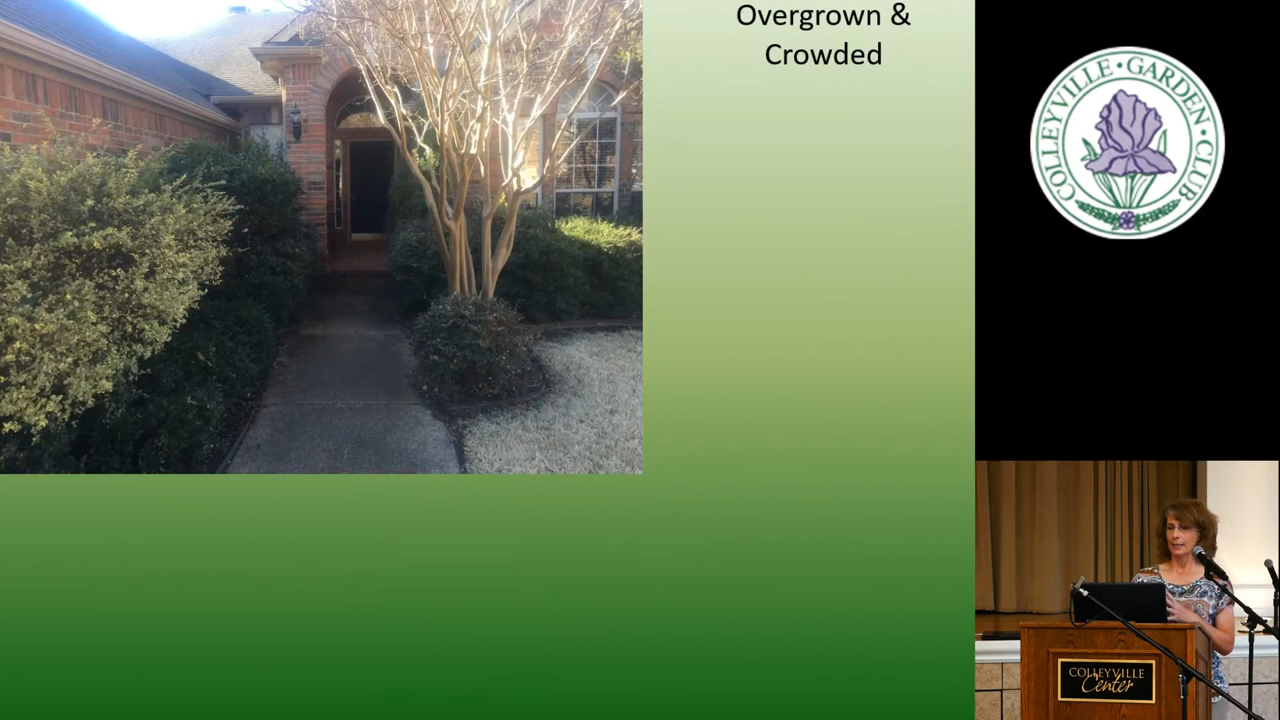 Overgrown &
Crowded
COLLEYVILLE • GARDEN • CLUB
COLLEYVILLE
Center